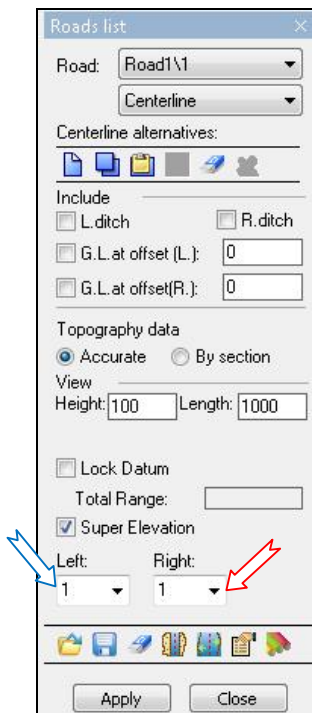 Roads list
Road: Road1\1
Centerline
Centerline alternatives:
Include
L.ditch R.ditch
G.L.at offset (L.): 0
G.L.at offset(R.): 0
Topography data
Accurate By section
View
Height: 100 Length: 1000
Lock Datum
Total Range:
Super Elevation
Left: Right:
1 1
Apply Close